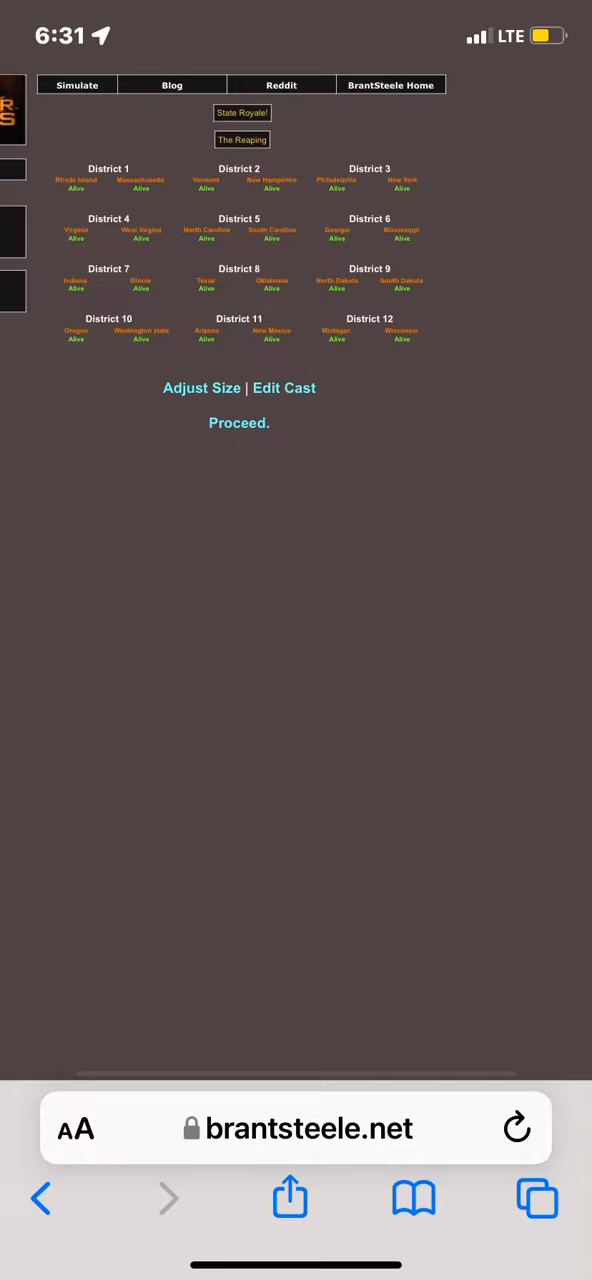 6:31 LTE
R
S
Simulate Blog Reddit BrantSteele Home
State Royale!
The Reaping
District 1 District 2 District 3
Rhode Island Massachusetts Vermont New Hampshire Philadelphia New York
Alive Alive Alive Alive Alive Alive
District 4 District 5 District 6
Virginia West Virgina North Carolina South Carolina Georgia Mississippi
Alive Alive Alive Alive Alive Alive
District 7 District 8 District 9
Indiana Illinois Texas Oklahoma North Dakota South Dakota
Alive Alive Alive Alive Alive Alive
District 10 District 11 District 12
Oregon Washington state Arizona New Mexico Michigan Wisconsin
Alive Alive Alive Alive Alive Alive
Adjust Size | Edit Cast
Proceed.
AA brantsteele.net